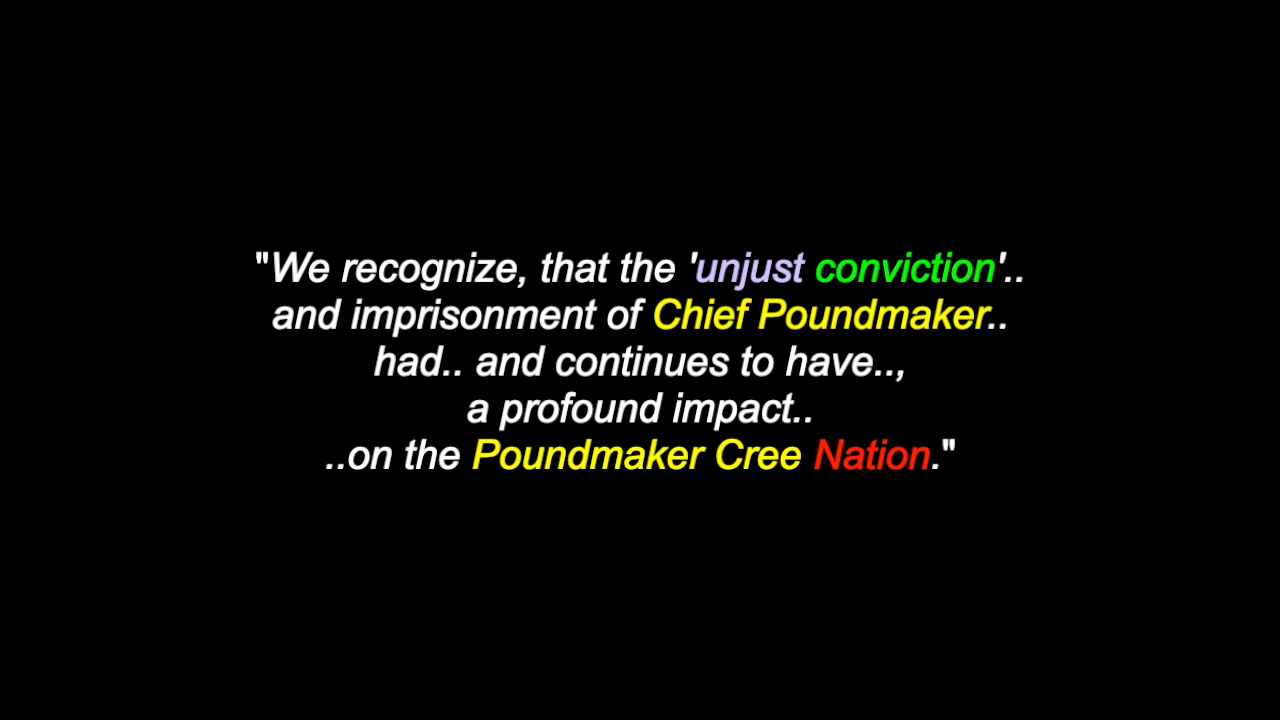 "We recognize, that the 'unjust conviction'..
and imprisonment of Chief Poundmaker..
had.. and continues to have..,
a profound impact..
..on the Poundmaker Cree Nation."